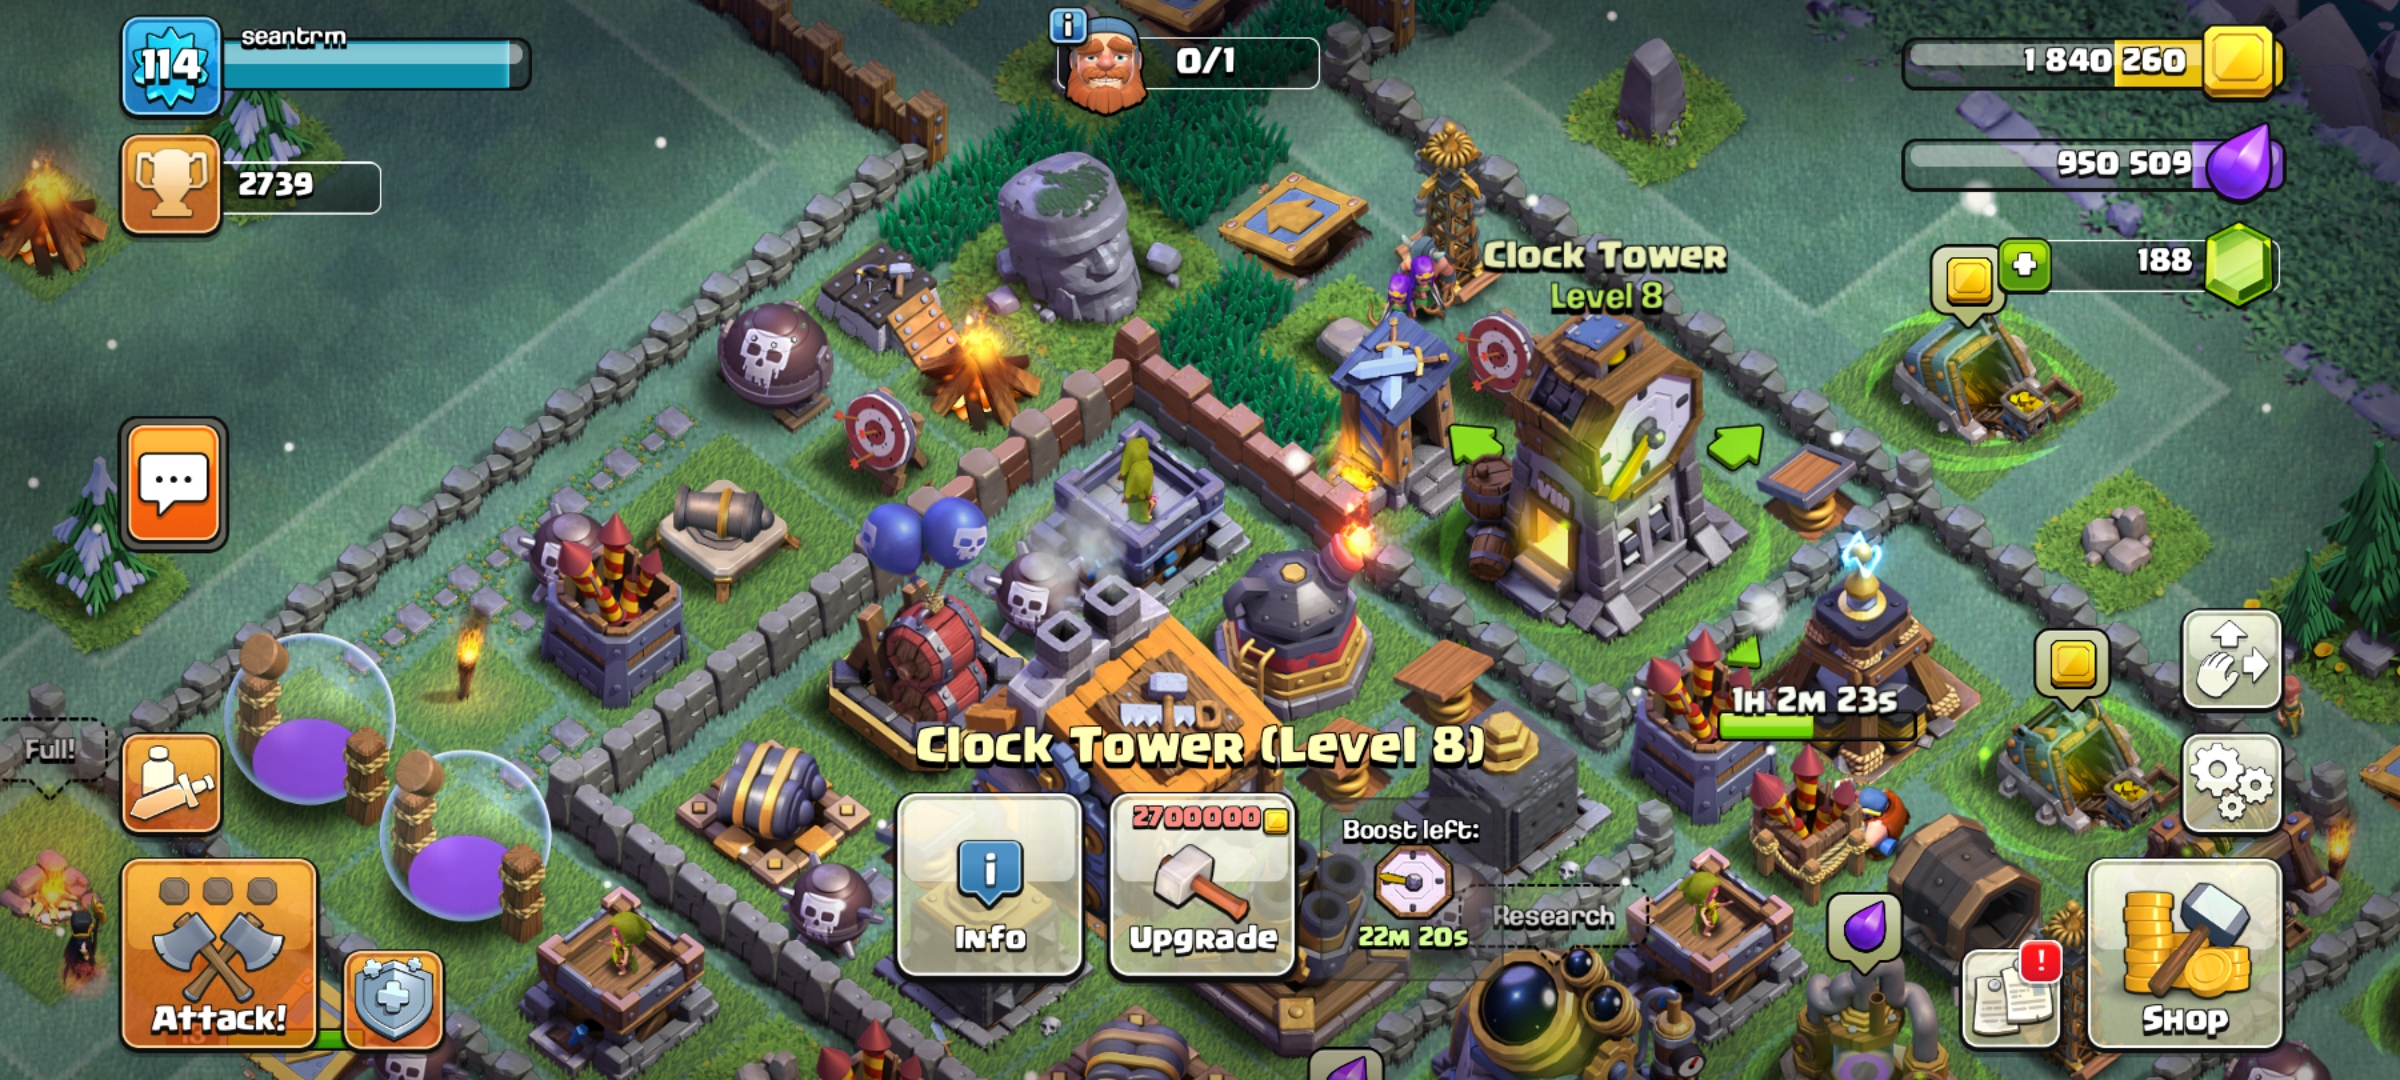 114
seantrm
0/1
1 840 260
2739
950 509
188
Clock Tower
Level 8
VIII
1H 2M 23s
Full!
Clock Tower (Level 8)
2700000
Boost left:
Info
Upgrade
22M 20s
Research
Attack!
Shop